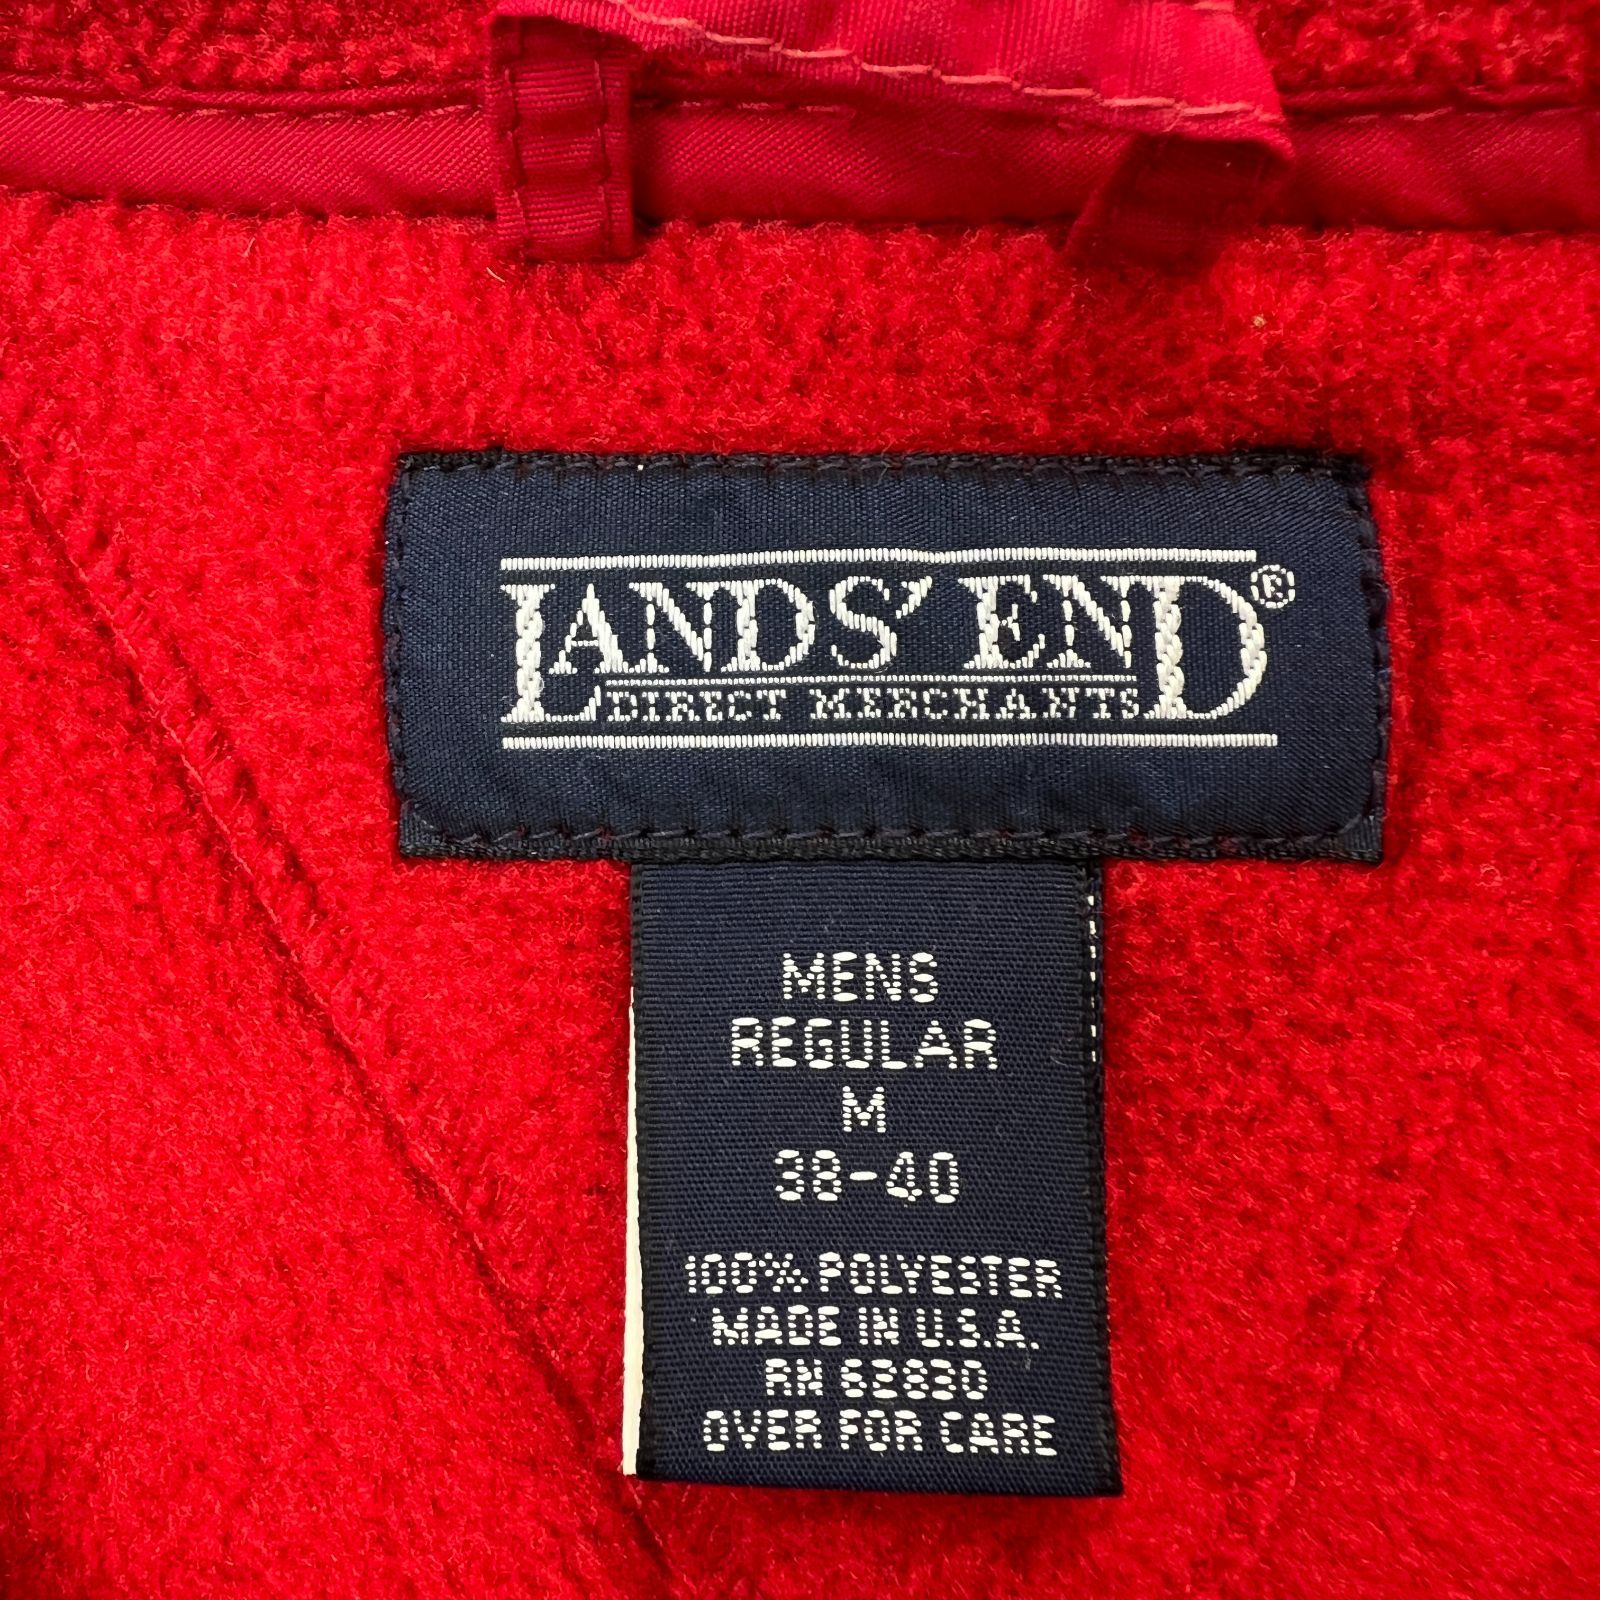 LANDS' END®
DIRECT MERCHANTS
MENS
REGULAR
M
38-40
100% POLYESTER
MADE IN U.S.A.
RN 62830
OVER FOR CARE